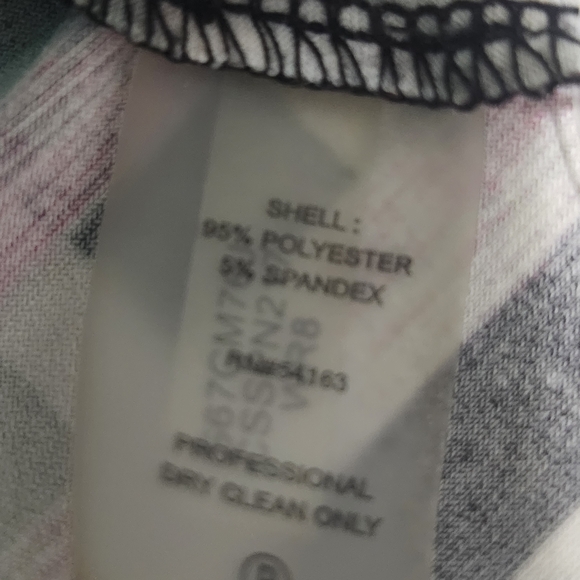 SHELL:
95% POLYESTER
5% SPANDEX
RN#54163
PROFESSIONAL
DRY CLEAN ONLY
P